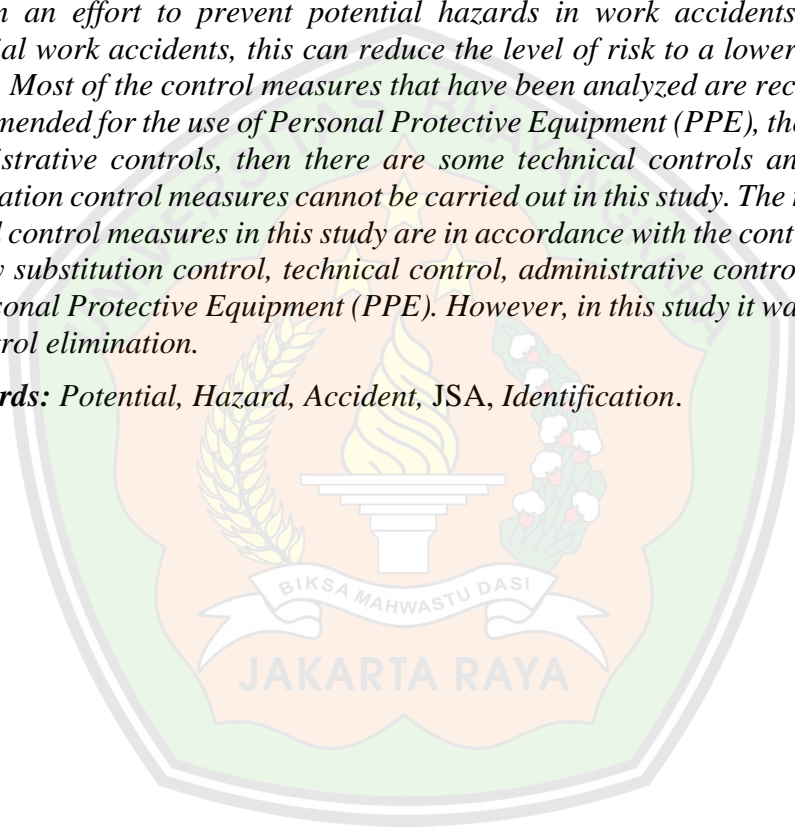 an effort to prevent potential hazards in work accidents
ial work accidents, this can reduce the level of risk to a lower
Most of the control measures that have been analyzed are rec
mended for the use of Personal Protective Equipment (PPE), the
istrative controls, then there are some technical controls an
ation control measures cannot be carried out in this study. The
control measures in this study are in accordance with the cont
substitution control, technical control, administrative contro
sonal Protective Equipment (PPE). However, in this study it wa
trol elimination.
rds: Potential, Hazard, Accident, JSA, Identification.
UNIVERSITAS BHAYANGKARA
BIKSA MAHWASTU DASI
JAKARTA RAYA